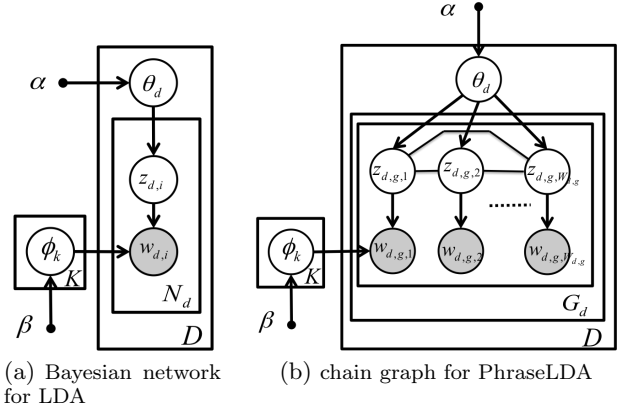 α
α
θ_d
θ_d
z_{d,i}
z_{d,g,1} z_{d,g,2} z_{d,g,W_{d,g}}
ϕ_k w_{d,i}
ϕ_k w_{d,g,1} w_{d,g,2} w_{d,g,W_{d,g}}
K N_d
K G_d
β D
β D
(a) Bayesian network
for LDA
(b) chain graph for PhraseLDA